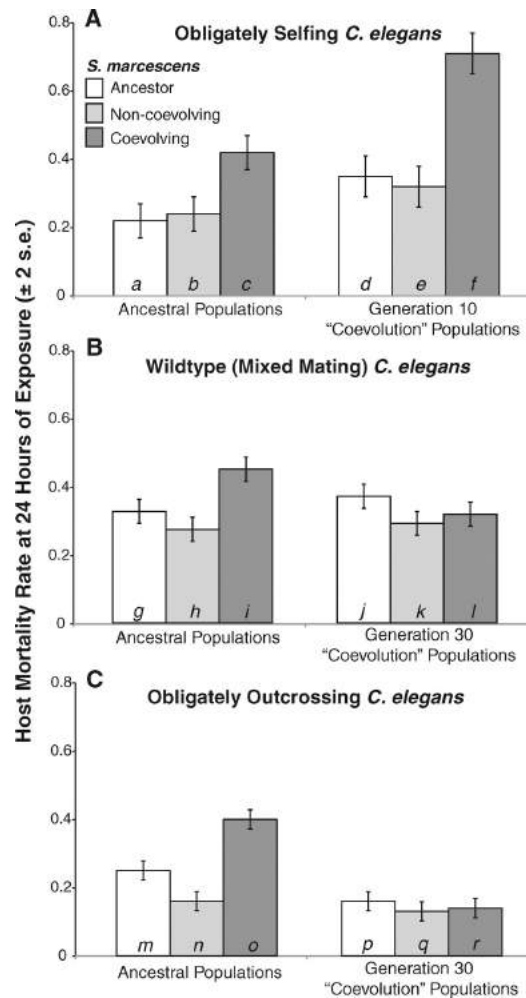 Host Mortality Rate at 24 Hours of Exposure (± 2 s.e.)
A
Obligately Selfing C. elegans
S. marcescens
Ancestor
Non-coevolving
Coevolving
0.8
0.6
0.4
0.2
0
a b c d e f
Ancestral Populations
Generation 10
“Coevolution” Populations
B
Wildtype (Mixed Mating) C. elegans
0.8
0.6
0.4
0.2
0
g h i j k l
Ancestral Populations
Generation 30
“Coevolution” Populations
C
Obligately Outcrossing C. elegans
0.8
0.6
0.4
0.2
0
m n o p q r
Ancestral Populations
Generation 30
“Coevolution” Populations